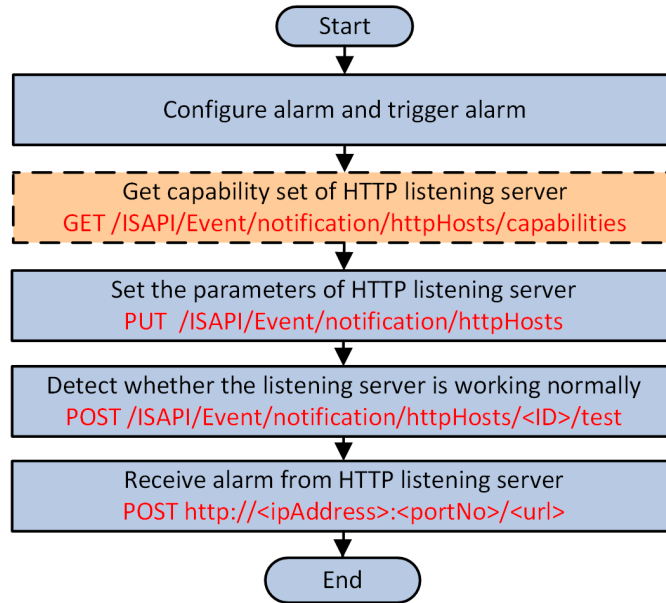 Start
Configure alarm and trigger alarm
Get capability set of HTTP listening server
GET /ISAPI/Event/notification/httpHosts/capabilities
Set the parameters of HTTP listening server
PUT /ISAPI/Event/notification/httpHosts
Detect whether the listening server is working normally
POST /ISAPI/Event/notification/httpHosts/<ID>/test
Receive alarm from HTTP listening server
POST http://<ipAddress>:<portNo>/<url>
End